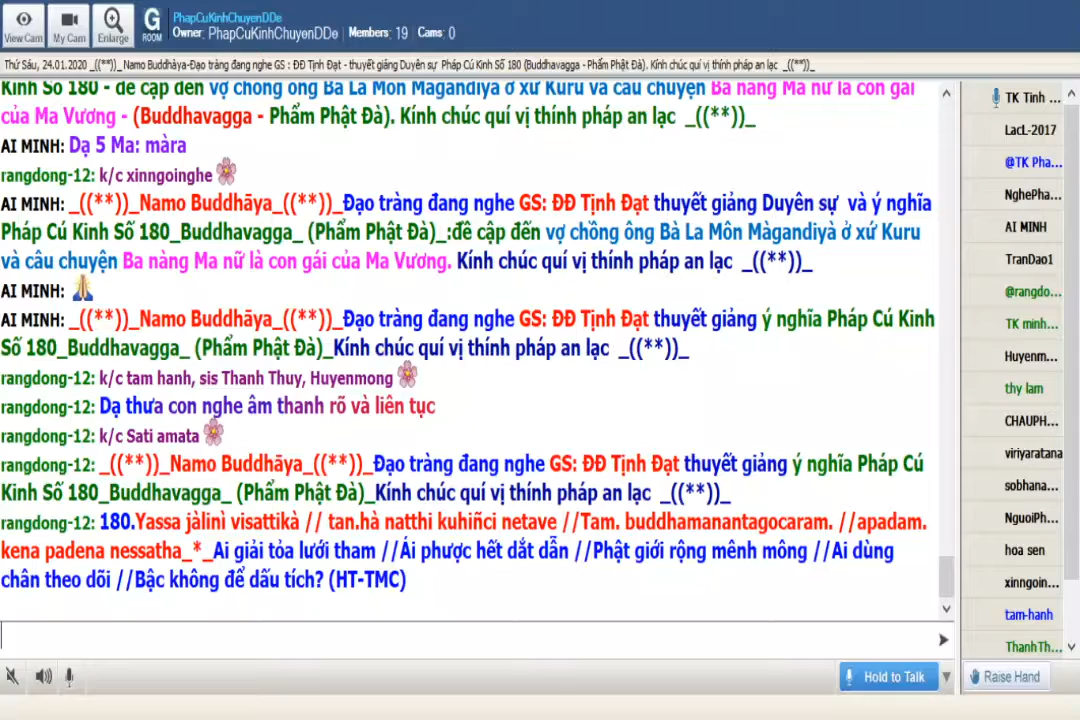 PhapCuKinhChuyenDDe
Owner: PhapCuKinhChuyenDDe Members: 19 Cams: 0
View Cam My Cam Enlarge G ROOM
Thứ Sáu, 24.01.2020 _((**))_Namo Buddhàya-Đạo tràng đang nghe GS : ĐĐ Tịnh Đạt - thuyết giảng Duyên sự Pháp Cú Kinh Số 180 (Buddhavagga - Phẩm Phật Đà). Kính chúc quí vị thính pháp an lạc _((**))_
Kinh Số 180 - đề cập đến vợ chồng ông Bà La Môn Màgandiyà ở xứ Kuru và câu chuyện Ba nàng Ma nữ là con gái
của Ma Vương - (Buddhavagga - Phẩm Phật Đà). Kính chúc quí vị thính pháp an lạc _((**))_
AI MINH: Dạ 5 Ma: màra
rangdong-12: k/c xinngoinghe
AI MINH: _((**))_Namo Buddhāya_((**))_Đạo tràng đang nghe GS: ĐĐ Tịnh Đạt thuyết giảng Duyên sự và ý nghĩa
Pháp Cú Kinh Số 180_Buddhavagga_ (Phẩm Phật Đà)_:đề cập đến vợ chồng ông Bà La Môn Màgandiyà ở xứ Kuru
và câu chuyện Ba nàng Ma nữ là con gái của Ma Vương. Kính chúc quí vị thính pháp an lạc _((**))_
AI MINH:
AI MINH: _((**))_Namo Buddhāya_((**))_Đạo tràng đang nghe GS: ĐĐ Tịnh Đạt thuyết giảng ý nghĩa Pháp Cú Kinh
Số 180_Buddhavagga_ (Phẩm Phật Đà)_Kính chúc quí vị thính pháp an lạc _((**))_
rangdong-12: k/c tam hanh, sis Thanh Thuy, Huyenmong
rangdong-12: Dạ thưa con nghe âm thanh rõ và liên tục
rangdong-12: k/c Sati amata
rangdong-12: _((**))_Namo Buddhāya_((**))_Đạo tràng đang nghe GS: ĐĐ Tịnh Đạt thuyết giảng ý nghĩa Pháp Cú
Kinh Số 180_Buddhavagga_ (Phẩm Phật Đà)_Kính chúc quí vị thính pháp an lạc _((**))_
rangdong-12: 180.Yassa jàlinì visattikà // tan.hà natthi kuhiñci netave //Tam. buddhamanantagocaram. //apadam.
kena padena nessatha_*_Ai giải tỏa lưới tham //Ái phược hết dắt dẫn //Phật giới rộng mênh mông //Ai dùng
chân theo dõi //Bậc không để dấu tích? (HT-TMC)
TK Tinh ...
LacL-2017
@TK Pha...
NghePha...
AI MINH
TranDao1
@rangdo...
TK minh...
Huyenm...
thy lam
CHAUPH...
viriyaratana
sobhana...
NguoiPh...
hoa sen
xinngoin...
tam-hanh
ThanhTh...
Hold to Talk
Raise Hand